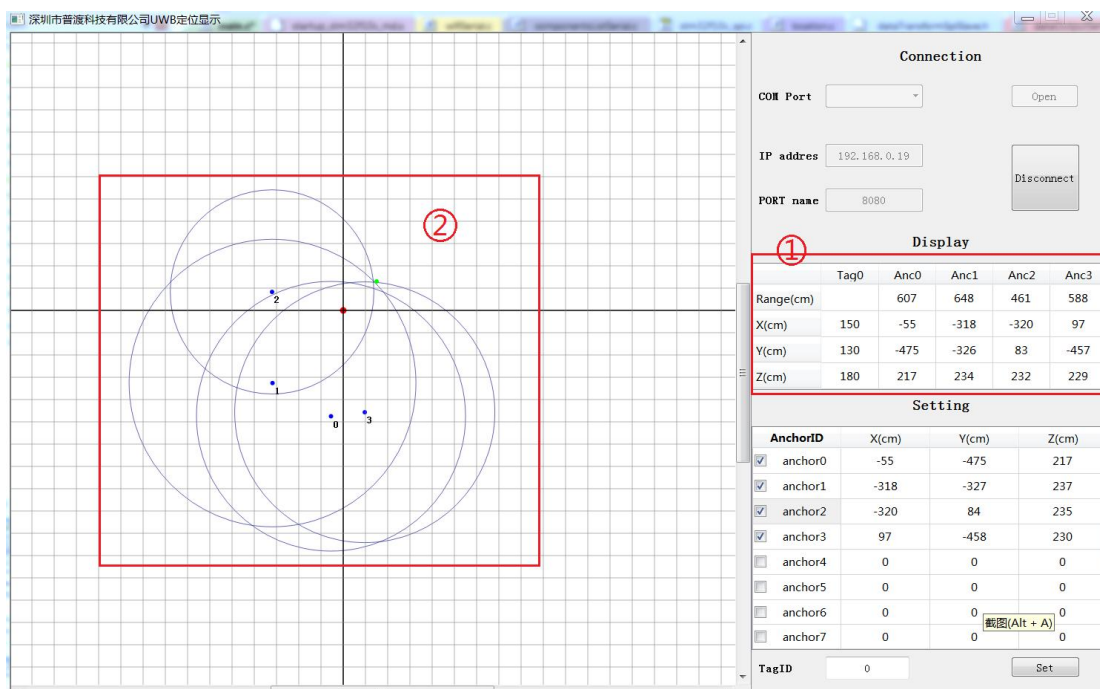 深圳市普渡科技有限公司UWB定位显示
Connection
COM Port Open
IP addres 192.168.0.19
Disconnect
PORT name 8080
Display
①
Tag0 Anc0 Anc1 Anc2 Anc3
Range(cm) 607 648 461 588
X(cm) 150 -55 -318 -320 97
Y(cm) 130 -475 -326 83 -457
Z(cm) 180 217 234 232 229
②
2
1
0
3
Setting
AnchorID X(cm) Y(cm) Z(cm)
anchor0 -55 -475 217
anchor1 -318 -327 237
anchor2 -320 84 235
anchor3 97 -458 230
anchor4 0 0 0
anchor5 0 0 0
anchor6 0 0 0
截图(Alt + A)
anchor7 0 0 0
TagID 0 Set